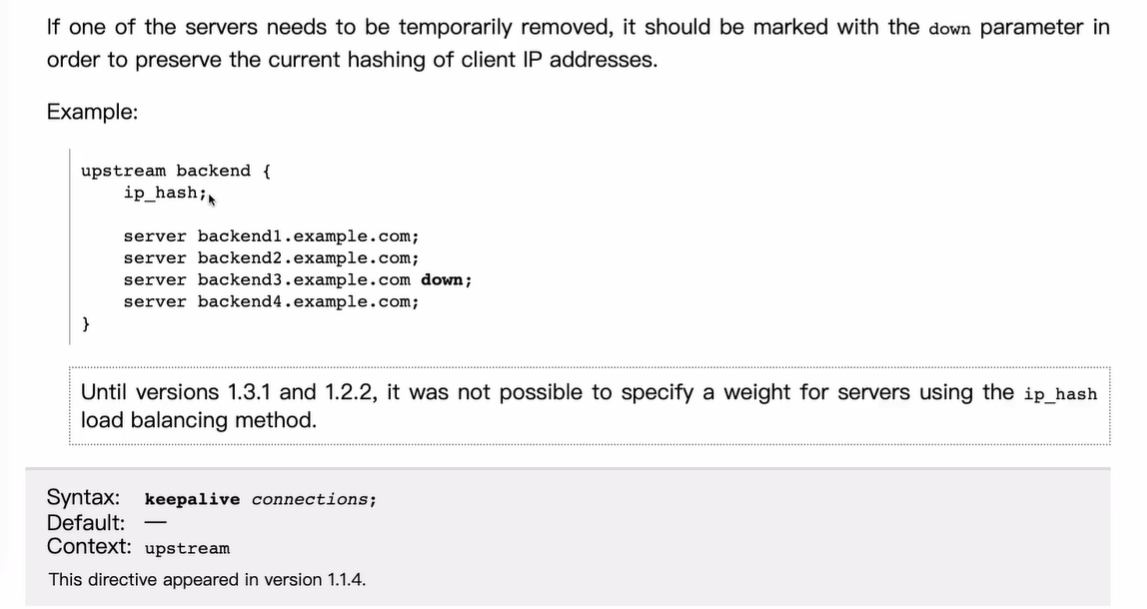 If one of the servers needs to be temporarily removed, it should be marked with the down parameter in
order to preserve the current hashing of client IP addresses.
Example:
upstream backend {
    ip_hash;
    server backend1.example.com;
    server backend2.example.com;
    server backend3.example.com down;
    server backend4.example.com;
}
Until versions 1.3.1 and 1.2.2, it was not possible to specify a weight for servers using the ip_hash
load balancing method.
Syntax: keepalive connections;
Default: —
Context: upstream
This directive appeared in version 1.1.4.